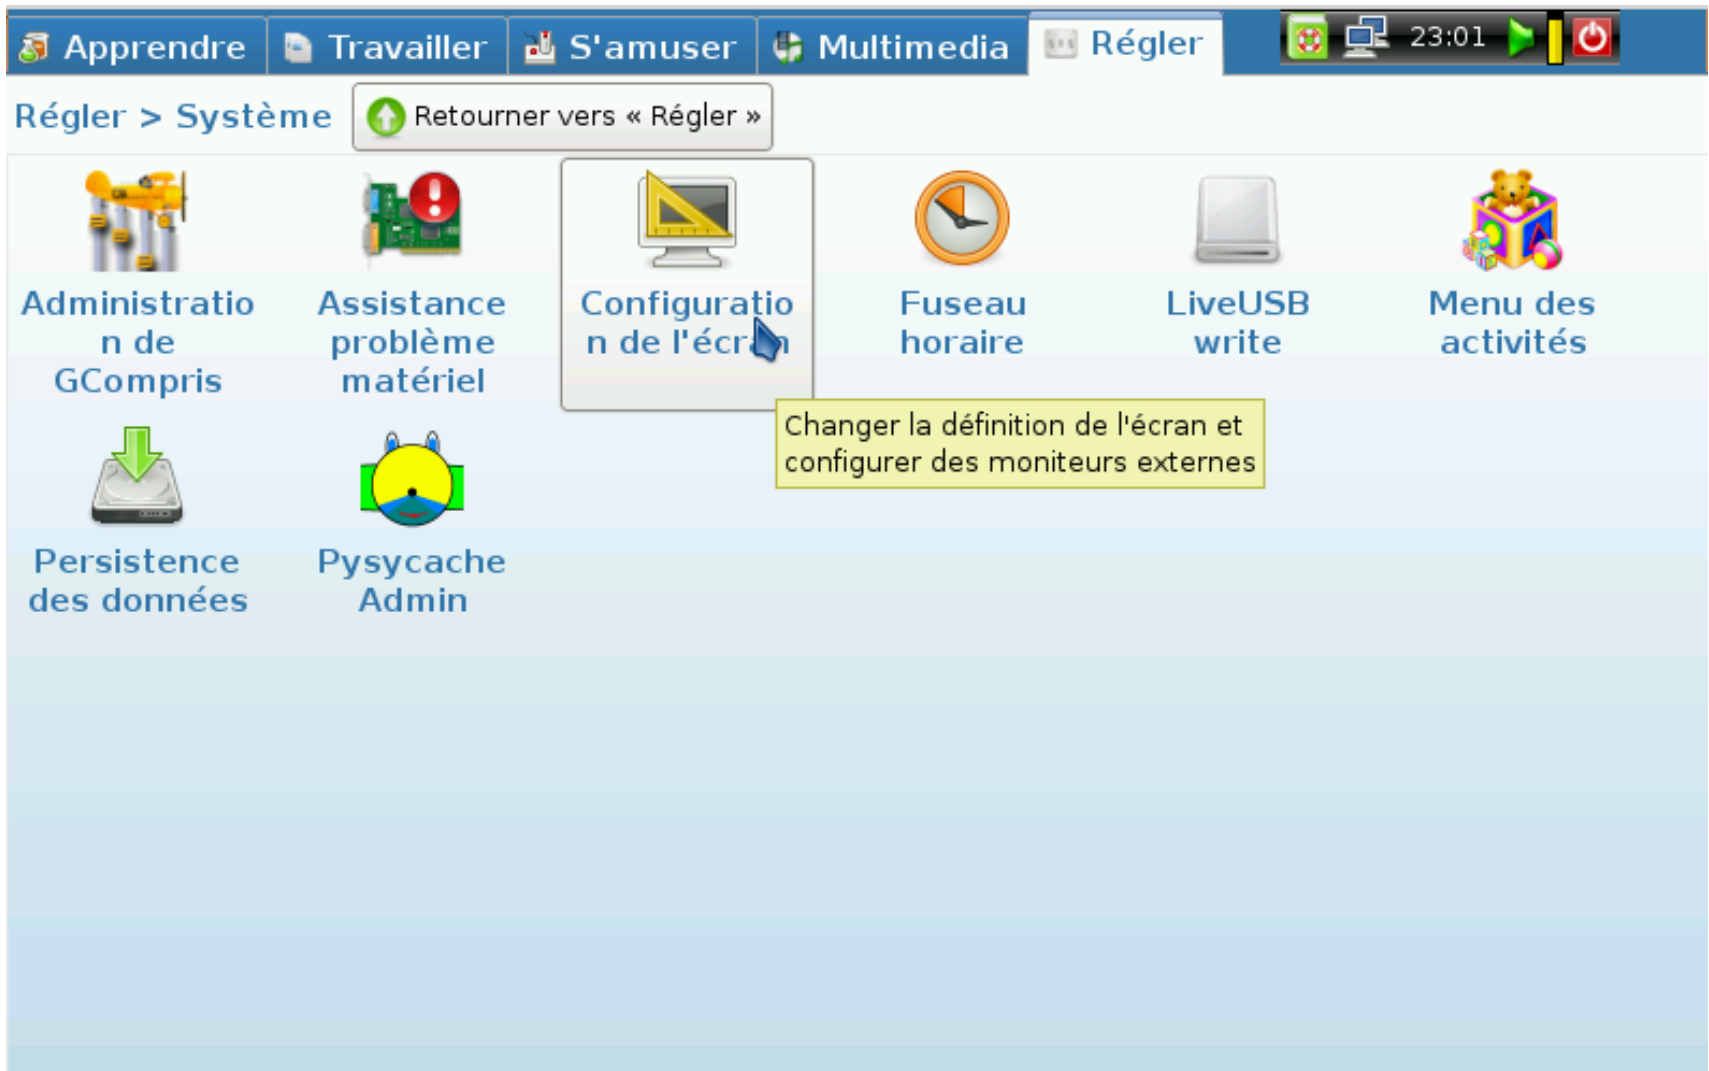 Apprendre Travailler S'amuser Multimedia Régler 23:01
Régler > Système Retourner vers « Régler »
Administratio
n de
GCompris
Assistance
problème
matériel
Configuratio
n de l'écran
Fuseau
horaire
LiveUSB
write
Menu des
activités
Changer la définition de l'écran et
configurer des moniteurs externes
Persistence
des données
Pysycache
Admin